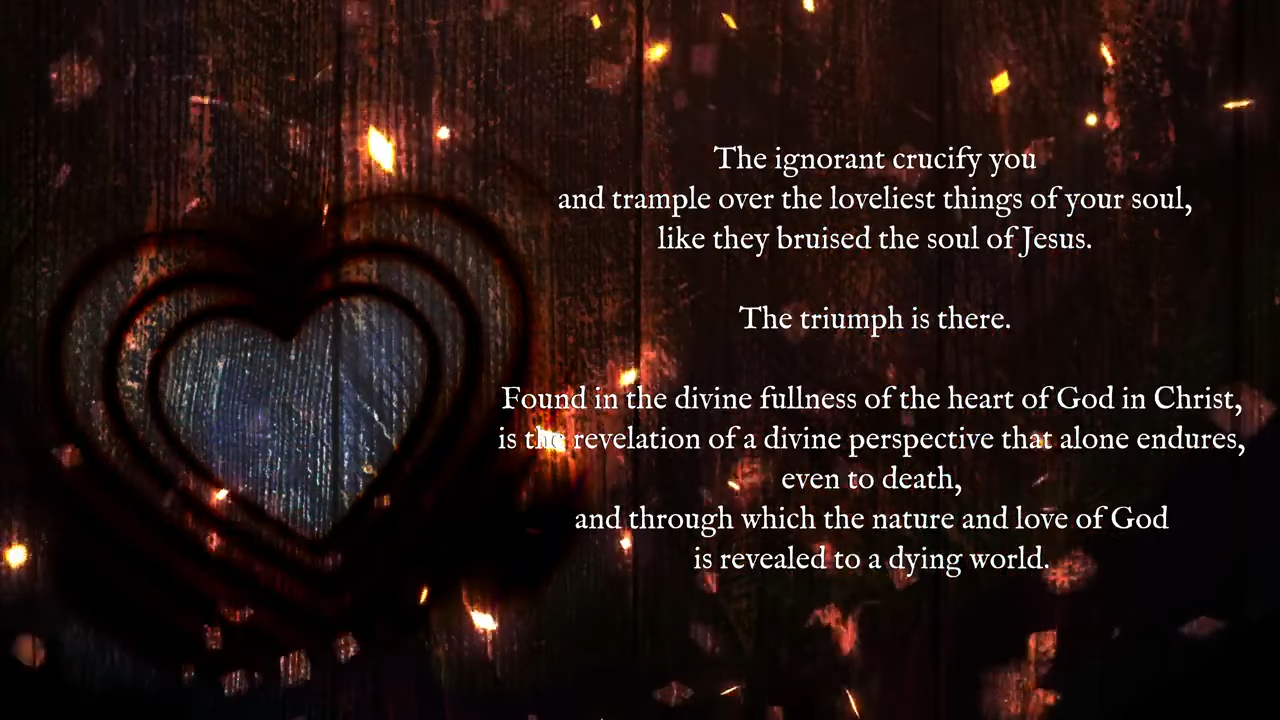 The ignorant crucify you
and trample over the loveliest things of your soul,
like they bruised the soul of Jesus.
The triumph is there.
Found in the divine fullness of the heart of God in Christ,
is the revelation of a divine perspective that alone endures,
even to death,
and through which the nature and love of God
is revealed to a dying world.